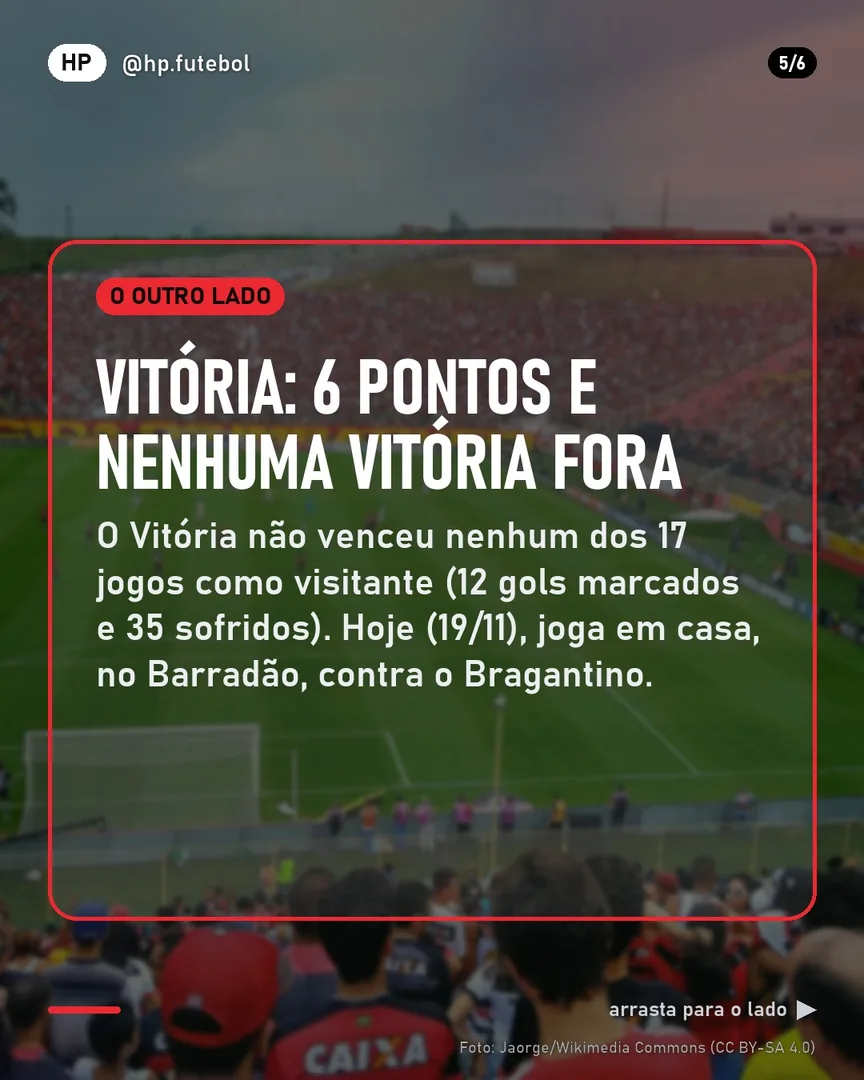 HP @hp.futebol 5/6
O OUTRO LADO
VITÓRIA: 6 PONTOS E
NENHUMA VITÓRIA FORA
O Vitória não venceu nenhum dos 17
jogos como visitante (12 gols marcados
e 35 sofridos). Hoje (19/11), joga em casa,
no Barradão, contra o Bragantino.
arrasta para o lado ▶
Foto: Jaorge/Wikimedia Commons (CC BY-SA 4.0)
CAIXA